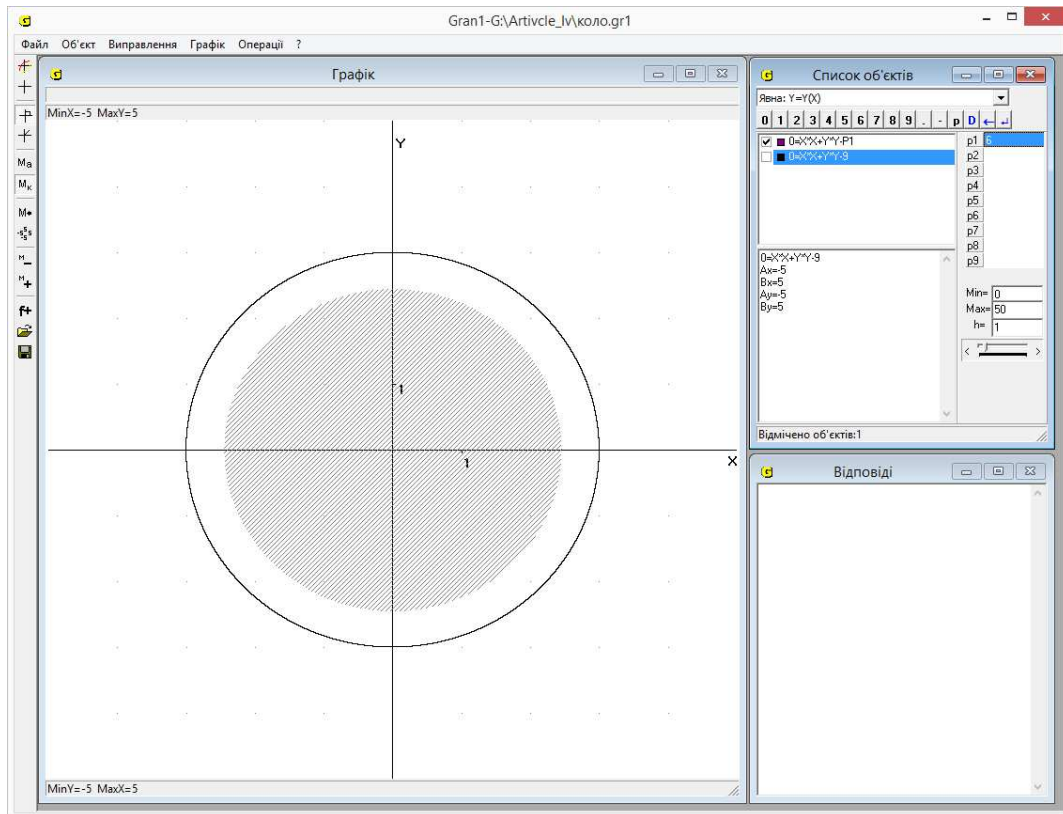 Gran1-G:\Artivcle_lv\коло.gr1
Файл Об'єкт Виправлення Графік Операції ?
Графік
MinX=-5 MaxY=5
Y
1
1
X
MinY=-5 MaxX=5
Ma
Mк
M•
M
M
f+
Список об'єктів
Явна: Y=Y(X)
0 1 2 3 4 5 6 7 8 9 . - p D ← ↲
0=X*X+Y*Y-P1
0=X*X+Y*Y-9
p1 6
p2
p3
p4
p5
p6
p7
p8
p9
0=X*X+Y*Y-9
Ax=-5
Bx=5
Ay=-5
By=5
Min= 0
Max= 50
h= 1
< >
Відмічено об'єктів:1
Відповіді